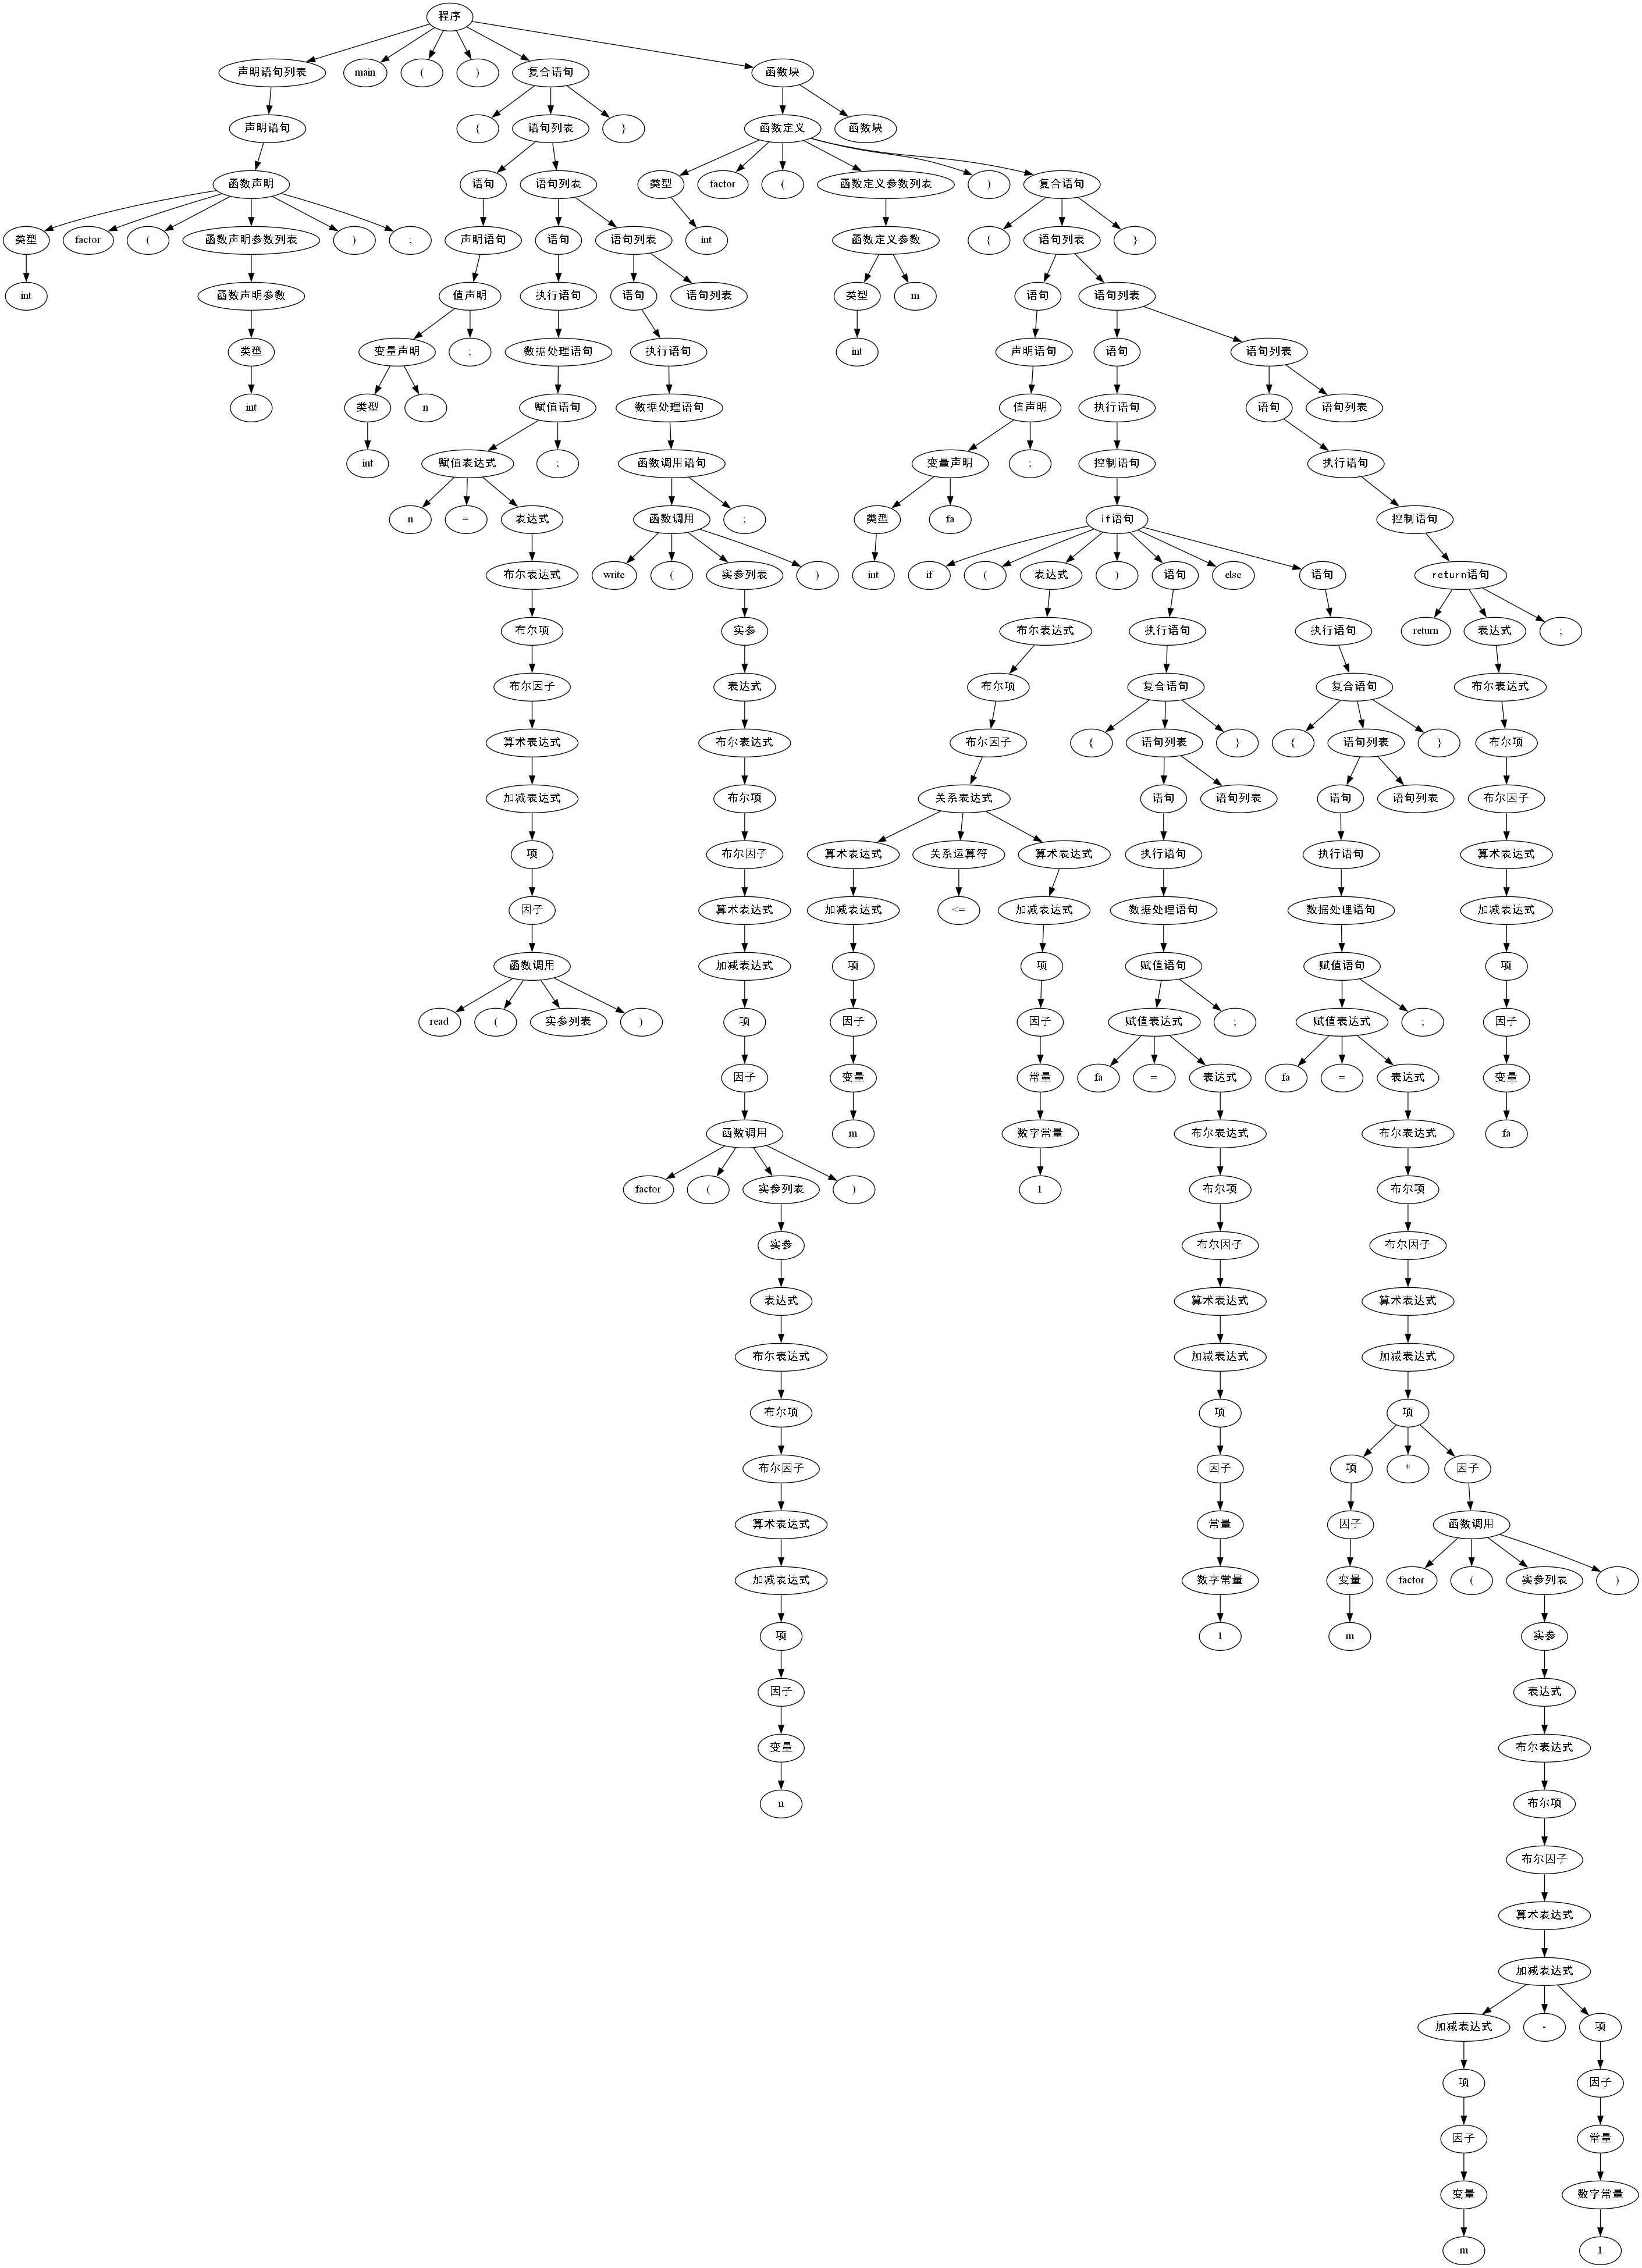 程序
声明语句列表 main ( ) 复合语句 函数块
声明语句 { 语句列表 } 函数定义 函数块
函数声明 语句 语句列表 类型 factor ( 函数定义参数列表 ) 复合语句
类型 factor ( 函数声明参数列表 ) ; 声明语句 语句 语句列表 int 函数定义参数 { 语句列表 }
int 函数声明参数 值声明 执行语句 语句 语句列表 类型 m 语句 语句列表
类型 变量声明 ; 数据处理语句 执行语句 int 声明语句 语句 语句列表
int 类型 n 赋值语句 数据处理语句 值声明 执行语句 语句 语句列表
int 赋值表达式 ; 函数调用语句 变量声明 ; 控制语句 执行语句
n = 表达式 函数调用 ; 类型 fa if语句 控制语句
布尔表达式 write ( 实参列表 ) int if ( 表达式 ) 语句 else 语句 return语句
布尔项 实参 布尔表达式 执行语句 执行语句 return 表达式 ;
布尔因子 表达式 布尔项 复合语句 复合语句 布尔表达式
算术表达式 布尔表达式 布尔因子 { 语句列表 } { 语句列表 } 布尔项
加减表达式 布尔项 关系表达式 语句 语句列表 语句 语句列表 布尔因子
项 布尔因子 算术表达式 关系运算符 算术表达式 执行语句 执行语句 算术表达式
因子 算术表达式 加减表达式 <= 加减表达式 数据处理语句 数据处理语句 加减表达式
函数调用 加减表达式 项 项 赋值语句 赋值语句 项
read ( 实参列表 ) 项 因子 因子 赋值表达式 ; 赋值表达式 ; 因子
因子 变量 常量 fa = 表达式 fa = 表达式 变量
函数调用 m 数字常量 布尔表达式 布尔表达式 fa
factor ( 实参列表 ) 1 布尔项 布尔项
实参 布尔因子 布尔因子
表达式 算术表达式 算术表达式
布尔表达式 加减表达式 加减表达式
布尔项 项 项
布尔因子 因子 项 * 因子
算术表达式 常量 因子 函数调用
加减表达式 数字常量 变量 factor ( 实参列表 )
项 1 m 实参
因子 表达式
变量 布尔表达式
n 布尔项
布尔因子
算术表达式
加减表达式
加减表达式 - 项
项 因子
因子 常量
变量 数字常量
m 1